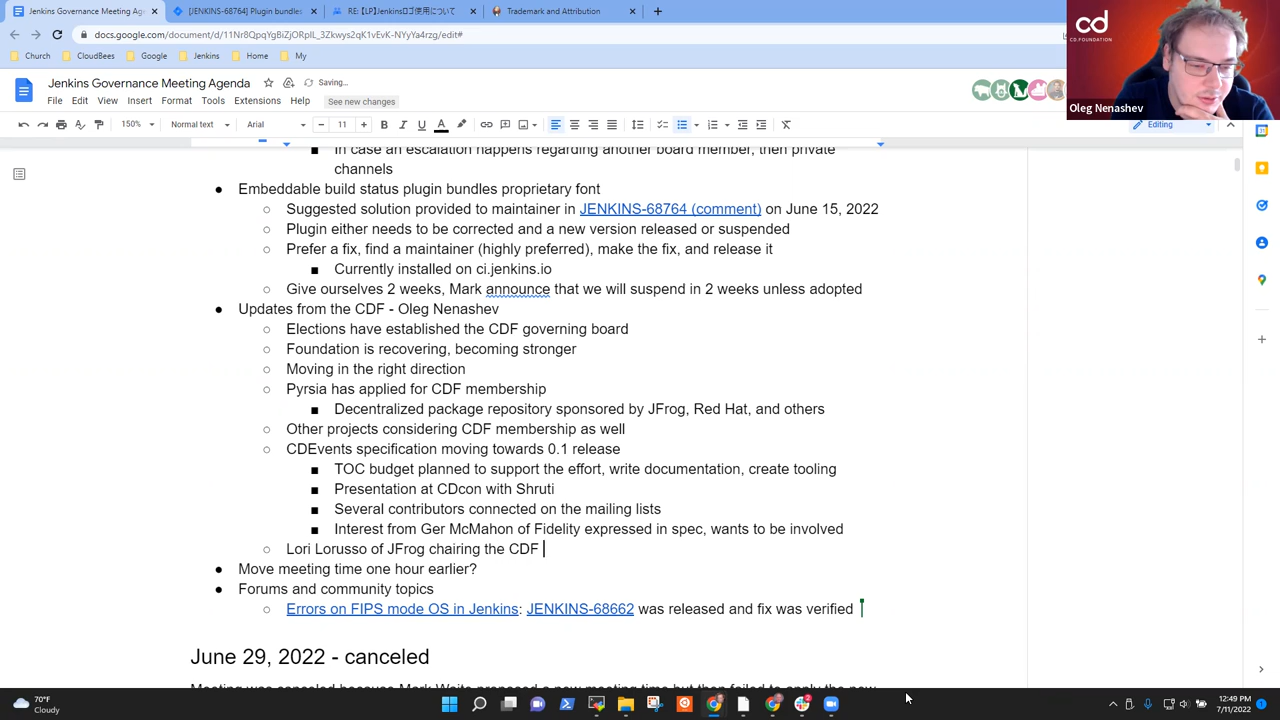 Jenkins Governance Meeting Agen
[JENKINS-68764] Plugin bundles
RE: [LP]Jenkinsロゴ使用について
Trademark and Attribution
docs.google.com/document/d/11Nr8QpqYgBiZjORpIL_3Zkwys2qK1vEvK-NYyYa4rzg/edit#
Church
CloudBees
Google
Jenkins
Home
My
Jenkins Governance Meeting Agenda
Saving...
File Edit View Insert Format Tools Extensions Help
See new changes
150%
Normal text
Arial
11
Editing
cd
CD.FOUNDATION
Oleg Nenashev
■ In case an escalation happens regarding another board member, then private
channels
● Embeddable build status plugin bundles proprietary font
○ Suggested solution provided to maintainer in JENKINS-68764 (comment) on June 15, 2022
○ Plugin either needs to be corrected and a new version released or suspended
○ Prefer a fix, find a maintainer (highly preferred), make the fix, and release it
■ Currently installed on ci.jenkins.io
○ Give ourselves 2 weeks, Mark announce that we will suspend in 2 weeks unless adopted
● Updates from the CDF - Oleg Nenashev
○ Elections have established the CDF governing board
○ Foundation is recovering, becoming stronger
○ Moving in the right direction
○ Pyrsia has applied for CDF membership
■ Decentralized package repository sponsored by JFrog, Red Hat, and others
○ Other projects considering CDF membership as well
○ CDEvents specification moving towards 0.1 release
■ TOC budget planned to support the effort, write documentation, create tooling
■ Presentation at CDcon with Shruti
■ Several contributors connected on the mailing lists
■ Interest from Ger McMahon of Fidelity expressed in spec, wants to be involved
○ Lori Lorusso of JFrog chairing the CDF
● Move meeting time one hour earlier?
● Forums and community topics
○ Errors on FIPS mode OS in Jenkins: JENKINS-68662 was released and fix was verified
June 29, 2022 - canceled
70°F
Cloudy
12:49 PM
7/11/2022